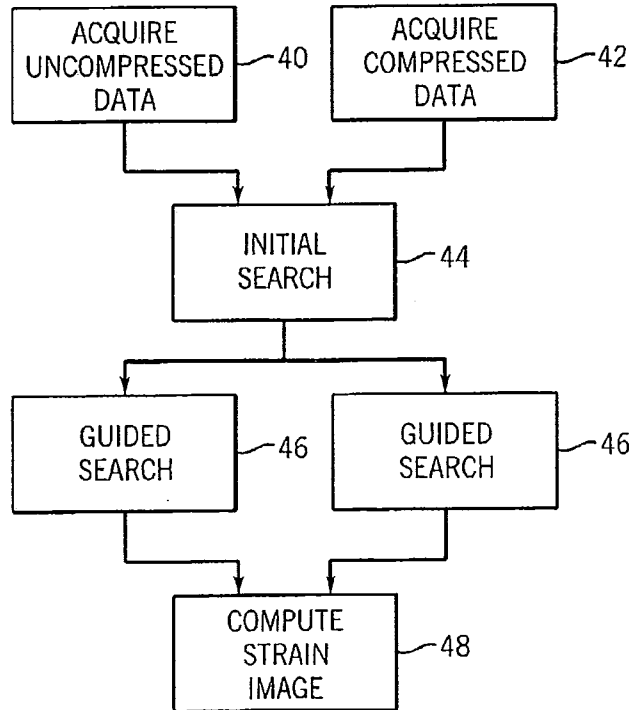 ACQUIRE
UNCOMPRESSED
DATA
40
ACQUIRE
COMPRESSED
DATA
42
INITIAL
SEARCH
44
GUIDED
SEARCH
46
GUIDED
SEARCH
46
COMPUTE
STRAIN
IMAGE
48